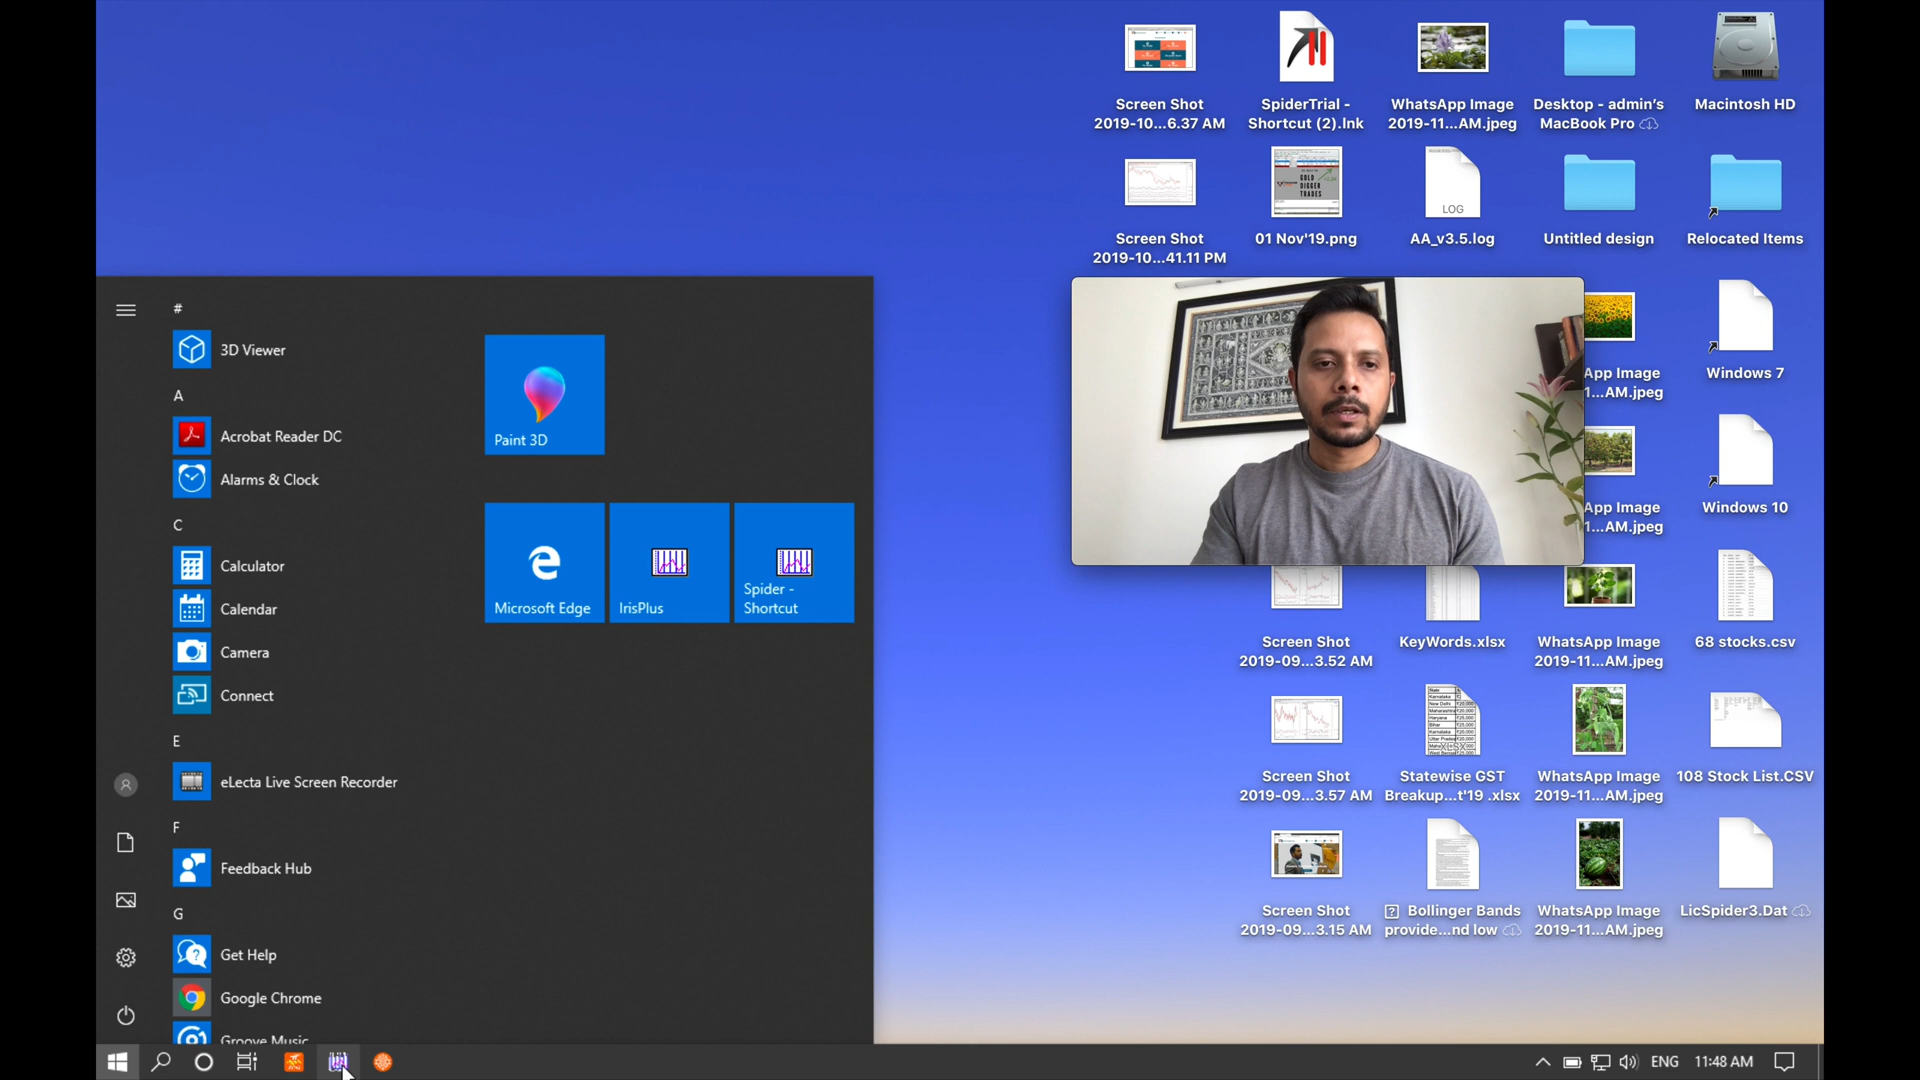 Screen Shot
2019-10...6.37 AM
SpiderTrial -
Shortcut (2).lnk
WhatsApp Image
2019-11...AM.jpeg
Desktop - admin’s
MacBook Pro
Macintosh HD
GOLD
DIGGER
TRADES
LOG
Screen Shot
2019-10...41.11 PM
01 Nov'19.png
AA_v3.5.log
Untitled design
Relocated Items
#
3D Viewer
A
Acrobat Reader DC
Alarms & Clock
C
Calculator
Calendar
Camera
Connect
E
eLecta Live Screen Recorder
F
Feedback Hub
G
Get Help
Google Chrome
Groove Music
Paint 3D
Microsoft Edge
IrisPlus
Spider -
Shortcut
App Image
1...AM.jpeg
Windows 7
App Image
1...AM.jpeg
Windows 10
Screen Shot
2019-09...3.52 AM
KeyWords.xlsx
WhatsApp Image
2019-11...AM.jpeg
68 stocks.csv
Screen Shot
2019-09...3.57 AM
Statewise GST
Breakup...t'19 .xlsx
WhatsApp Image
2019-11...AM.jpeg
108 Stock List.CSV
Screen Shot
2019-09...3.15 AM
Bollinger Bands
provide...nd low
WhatsApp Image
2019-11...AM.jpeg
LicSpider3.Dat
ENG
11:48 AM